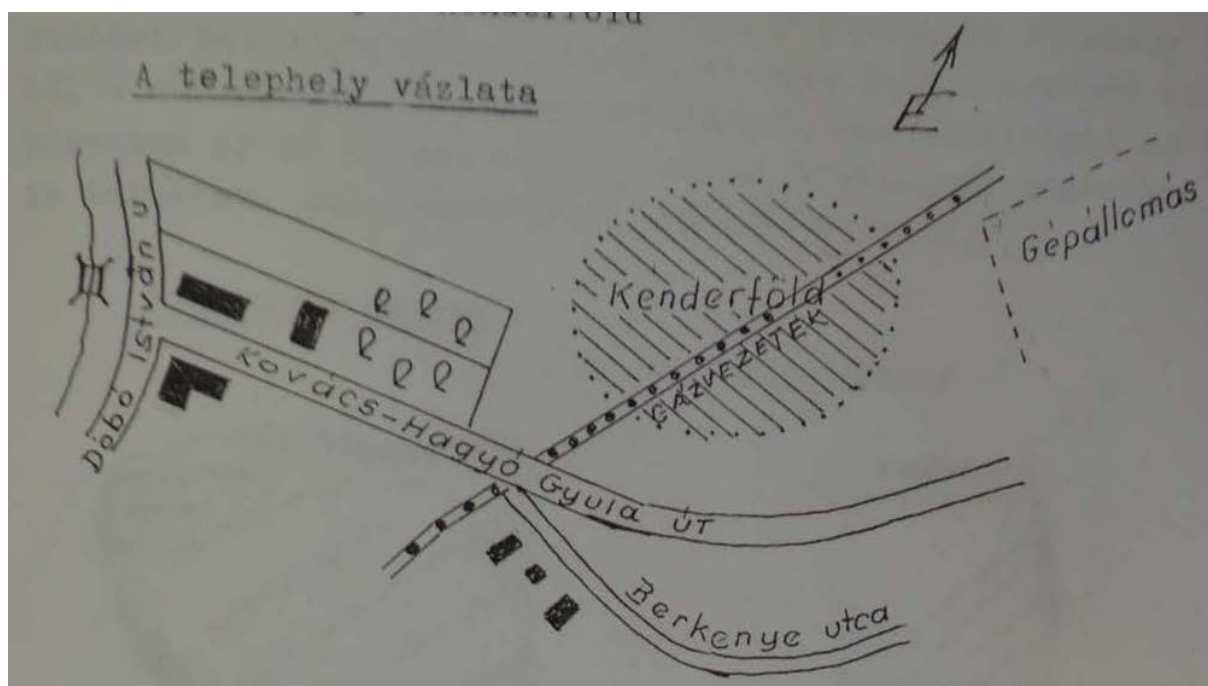 A telephely vázlata
É
Gépállomás
Kenderföld
GÁZVEZETÉK
Dobó István u
Kovács-Hagyó Gyula ÚT
Berkenye utca